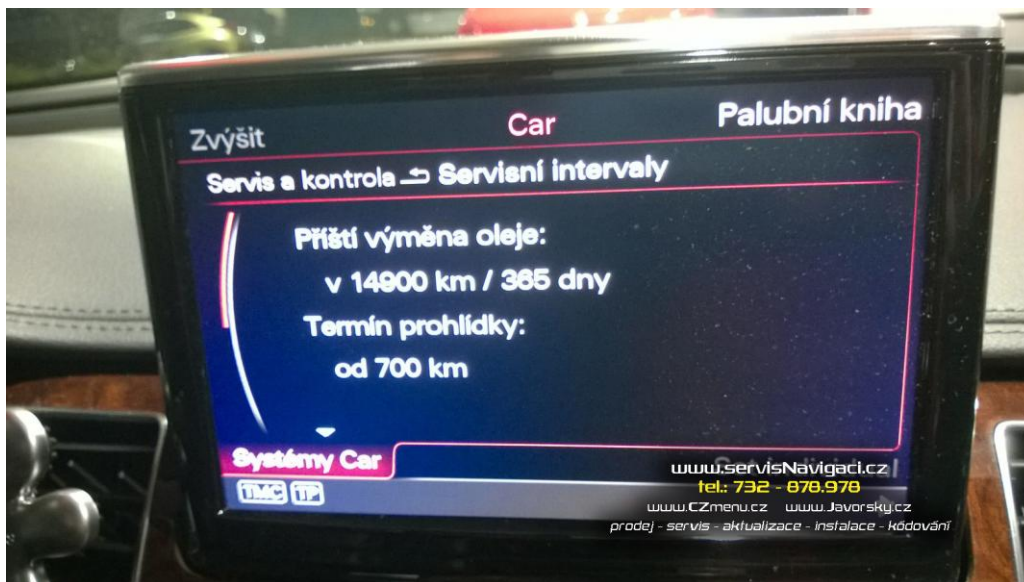 Zvýšit
Car
Palubní kniha
Servis a kontrola Servisní intervaly
Příští výměna oleje:
v 14900 km / 365 dny
Termín prohlídky:
od 700 km
Systémy Car
TMC TP
www.servisNavigaci.cz
tel.: 732 - 878.978
www.CZmenu.cz www.Javorsky.cz
prodej - servis - aktualizace - instalace - kódování